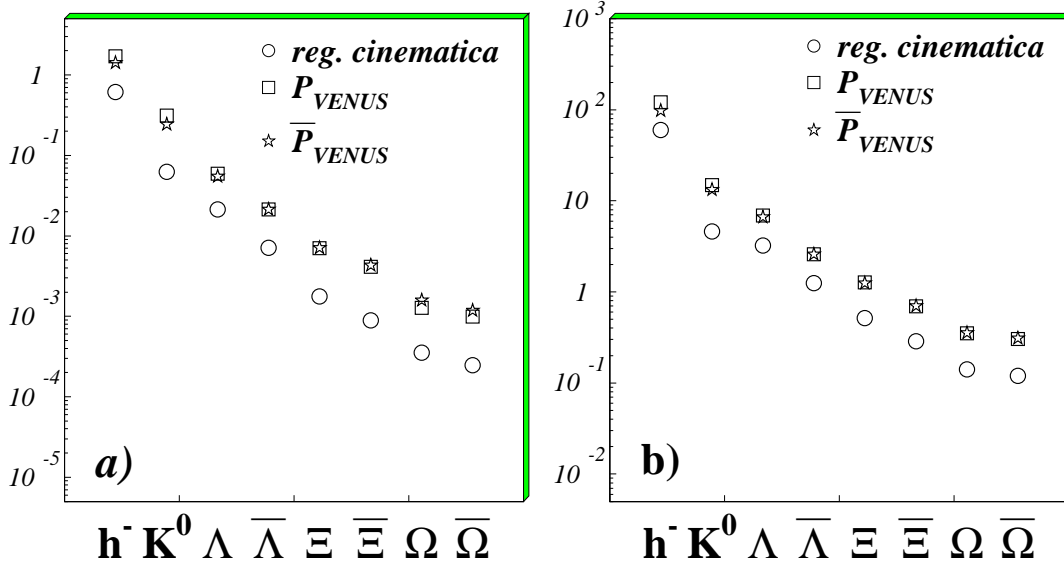 1
10⁻¹
10⁻²
10⁻³
10⁻⁴
10⁻⁵
○ reg. cinematica
□ P_VENUS
☆ P̅_VENUS
a)
h⁻ K⁰ Λ Λ̅ Ξ Ξ̅ Ω Ω̅
10³
10²
10
1
10⁻¹
10⁻²
○ reg. cinematica
□ P_VENUS
☆ P̅_VENUS
b)
h⁻ K⁰ Λ Λ̅ Ξ Ξ̅ Ω Ω̅